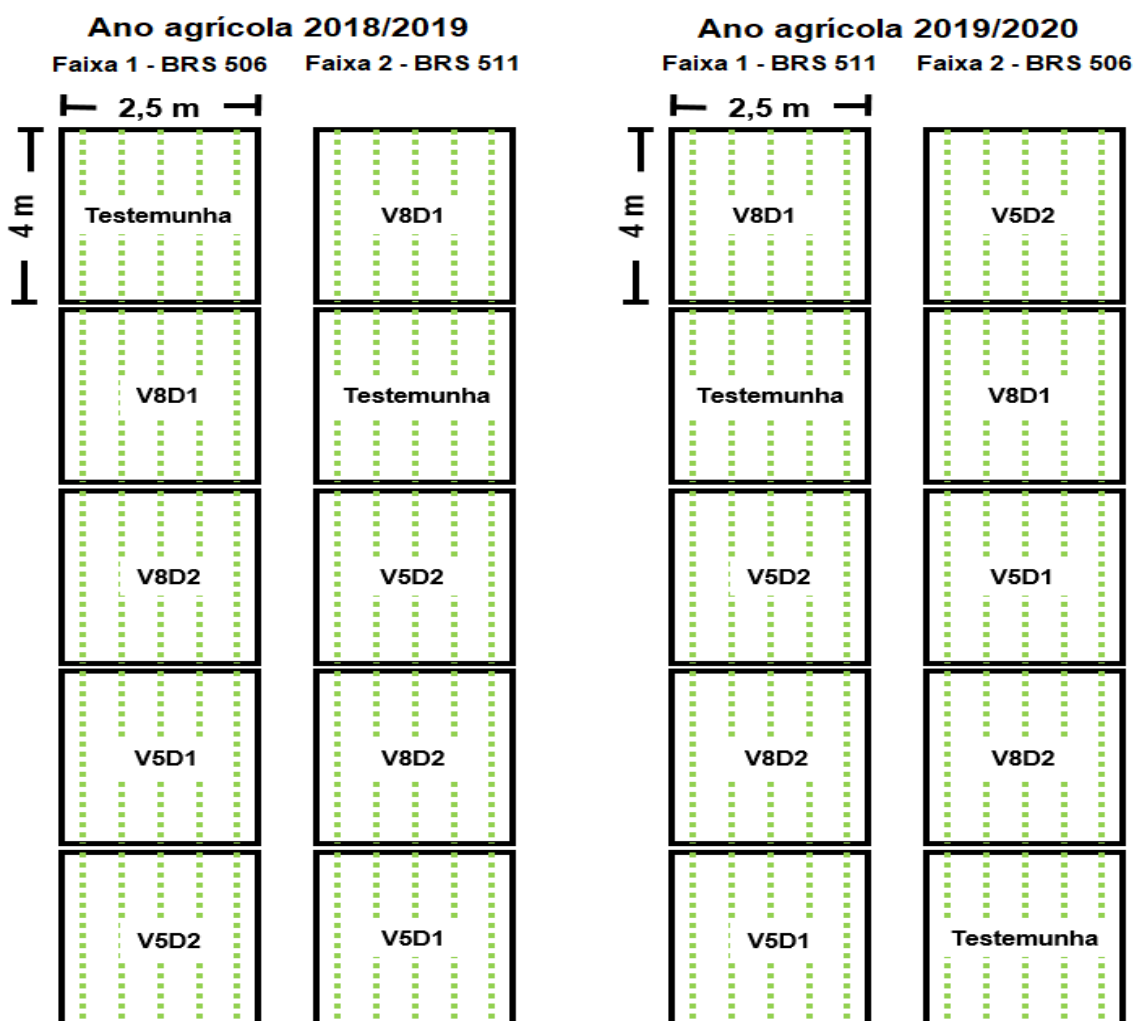 Ano agrícola 2018/2019
Faixa 1 - BRS 506
Faixa 2 - BRS 511
2,5 m
4 m
Testemunha
V8D1
V8D2
V5D1
V5D2
V8D1
Testemunha
V5D2
V8D2
V5D1
Ano agrícola 2019/2020
Faixa 1 - BRS 511
Faixa 2 - BRS 506
2,5 m
4 m
V8D1
Testemunha
V5D2
V8D2
V5D1
V5D2
V8D1
V5D1
V8D2
Testemunha